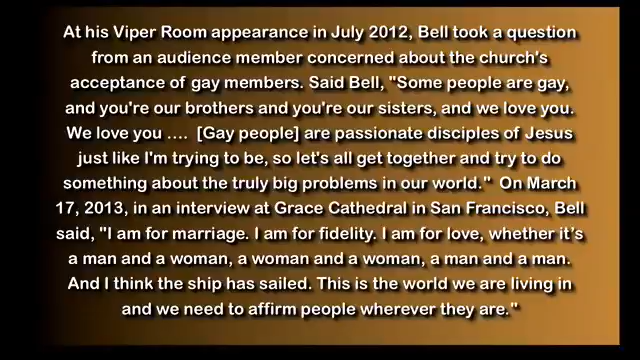 At his Viper Room appearance in July 2012, Bell took a question
from an audience member concerned about the church's
acceptance of gay members. Said Bell, "Some people are gay,
and you're our brothers and you're our sisters, and we love you.
We love you .... [Gay people] are passionate disciples of Jesus
just like I'm trying to be, so let's all get together and try to do
something about the truly big problems in our world." On March
17, 2013, in an interview at Grace Cathedral in San Francisco, Bell
said, "I am for marriage. I am for fidelity. I am for love, whether it’s
a man and a woman, a woman and a woman, a man and a man.
And I think the ship has sailed. This is the world we are living in
and we need to affirm people wherever they are."